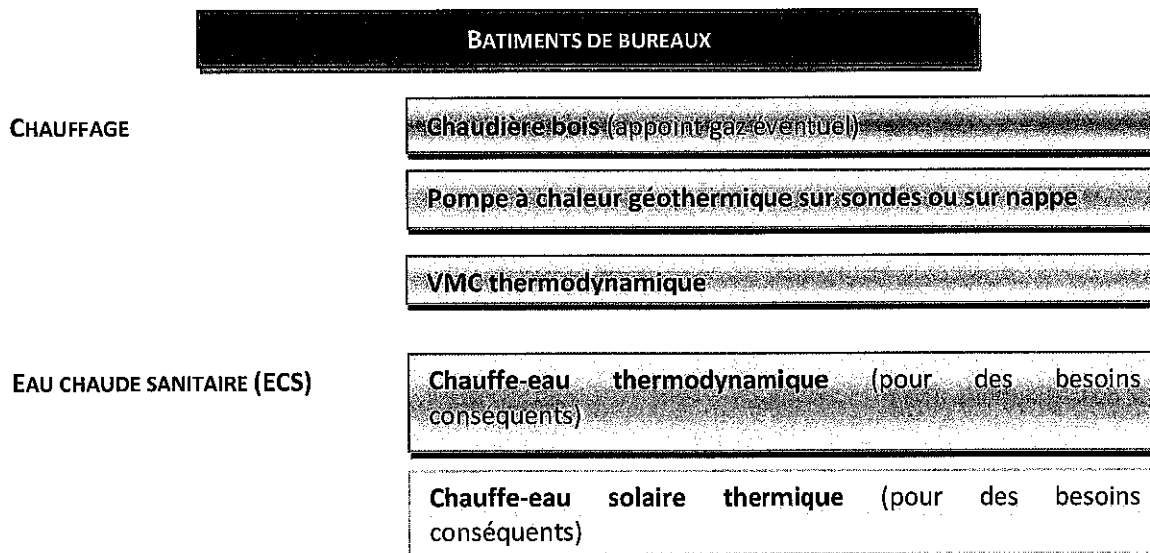 BATIMENTS DE BUREAUX
CHAUFFAGE
Chaudière bois (appoint gaz éventuel)
Pompe à chaleur géothermique sur sondes ou sur nappe
VMC thermodynamique
EAU CHAUDE SANITAIRE (ECS)
Chauffe-eau thermodynamique (pour des besoins
conséquents)
Chauffe-eau solaire thermique (pour des besoins
conséquents)